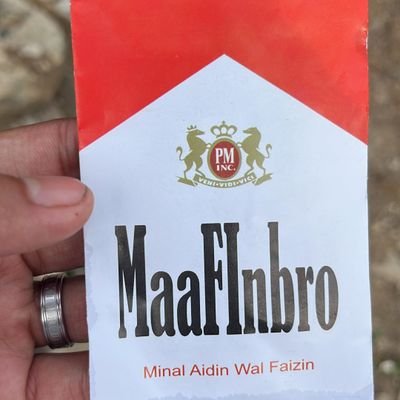 PM
INC.
VENI·VIDI·VICI
MaaFInbro
Minal Aidin Wal Faizin